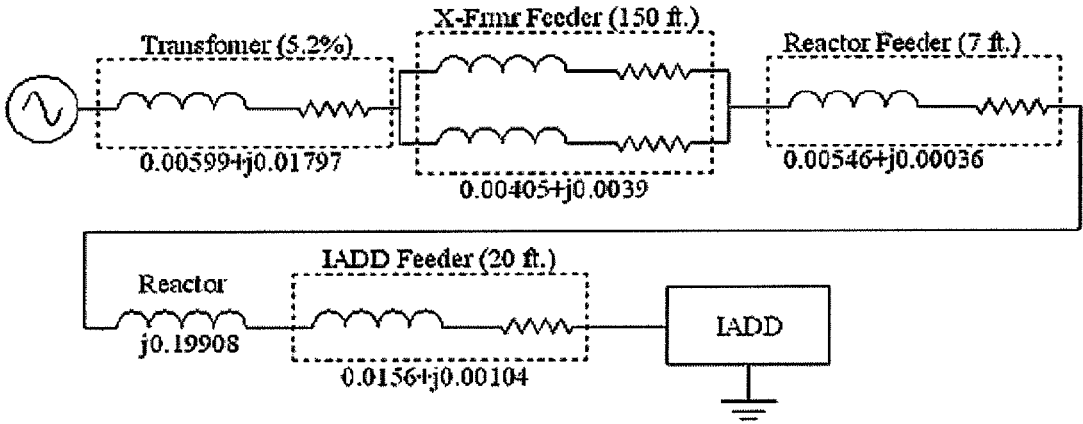 X-Frmr Feeder (150 ft.)
Transfomer (5.2%)
Reactor Feeder (7 ft.)
0.00599+j0.01797
0.00405+j0.0039
0.00546+j0.00036
IADD Feeder (20 ft.)
Reactor
j0.19908
IADD
0.0156+j0.00104